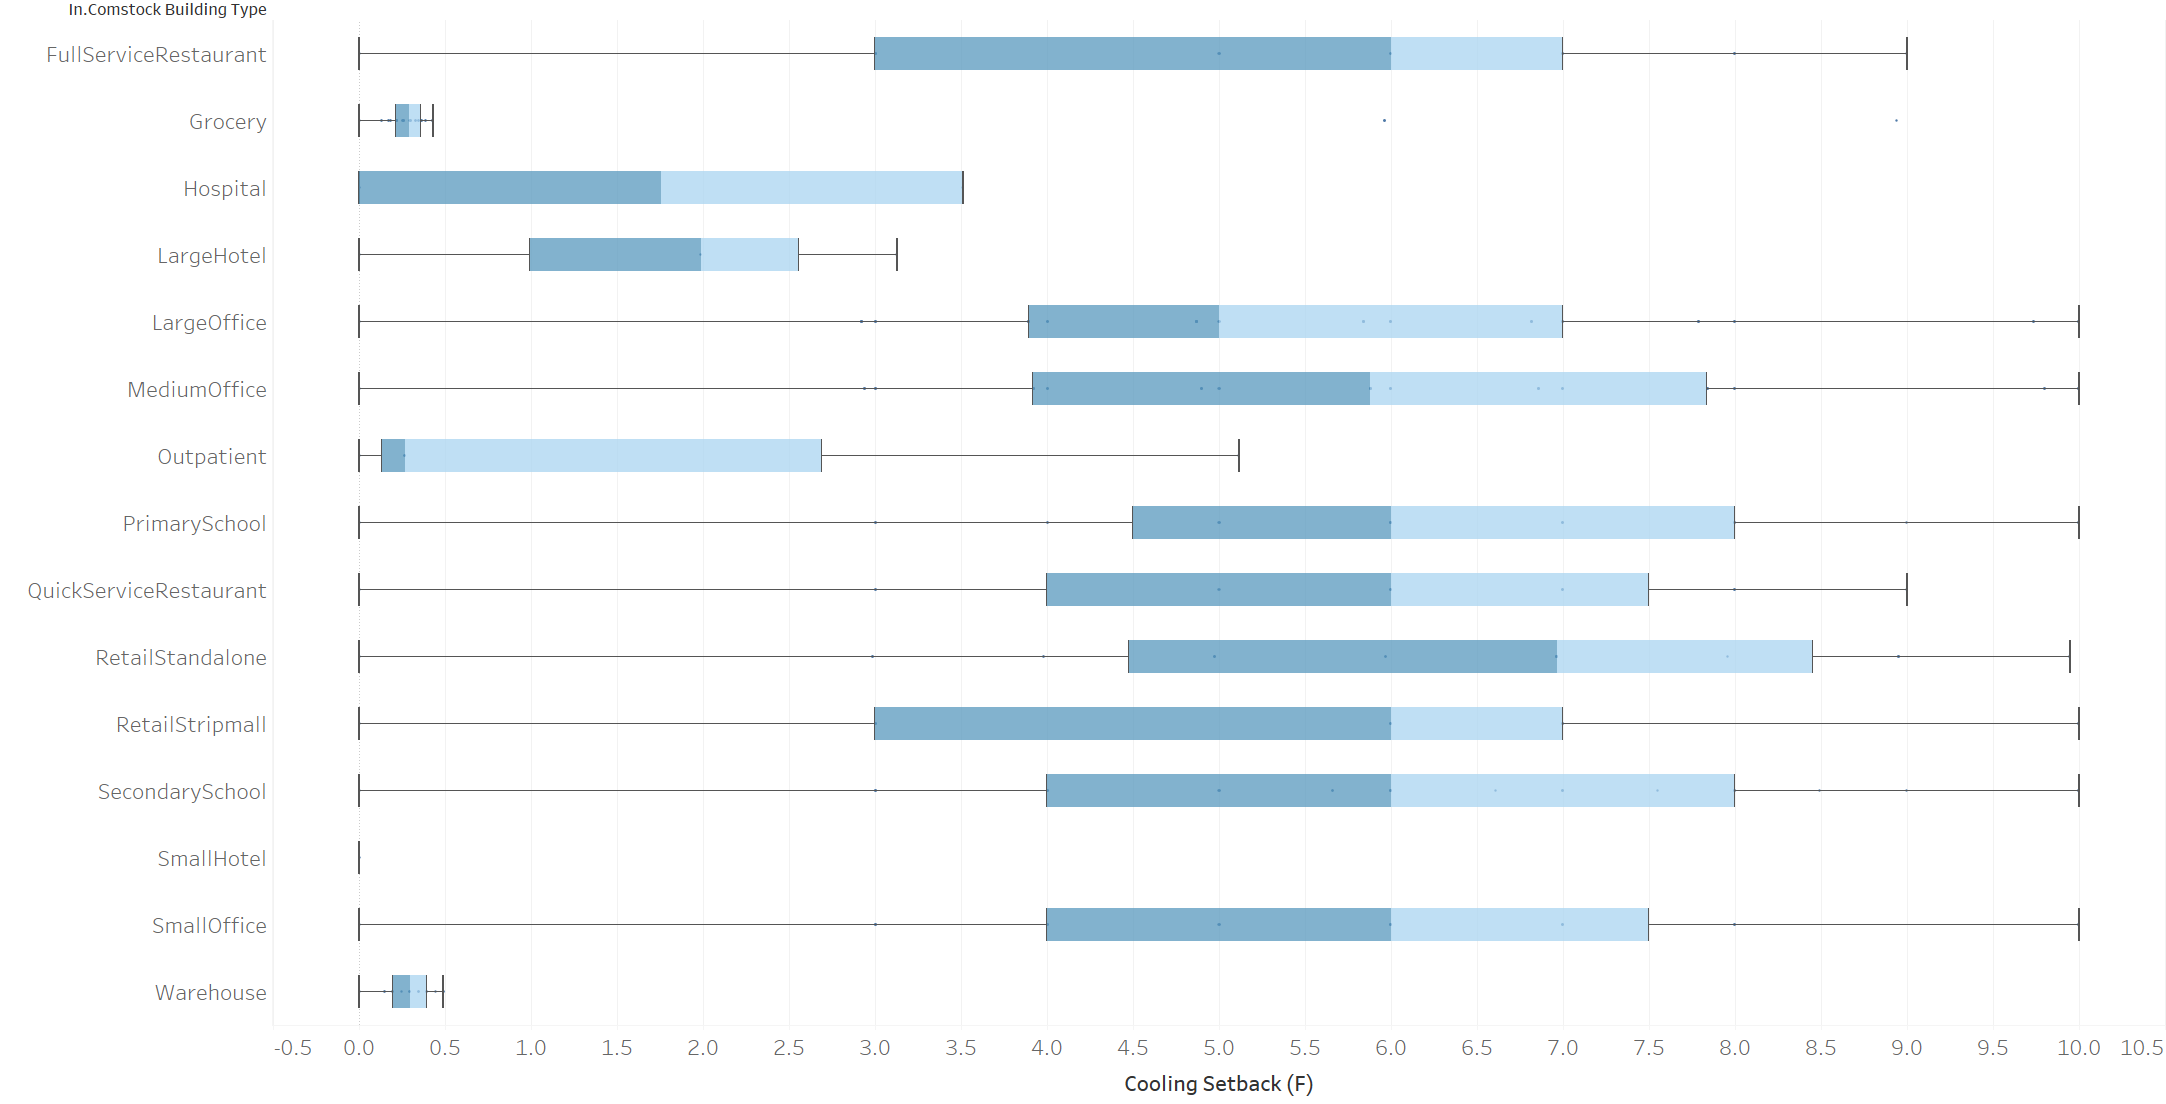 In.Comstock Building Type
FullServiceRestaurant
Grocery
Hospital
LargeHotel
LargeOffice
MediumOffice
Outpatient
PrimarySchool
QuickServiceRestaurant
RetailStandalone
RetailStripmall
SecondarySchool
SmallHotel
SmallOffice
Warehouse
-0.5 0.0 0.5 1.0 1.5 2.0 2.5 3.0 3.5 4.0 4.5 5.0 5.5 6.0 6.5 7.0 7.5 8.0 8.5 9.0 9.5 10.0 10.5
Cooling Setback (F)